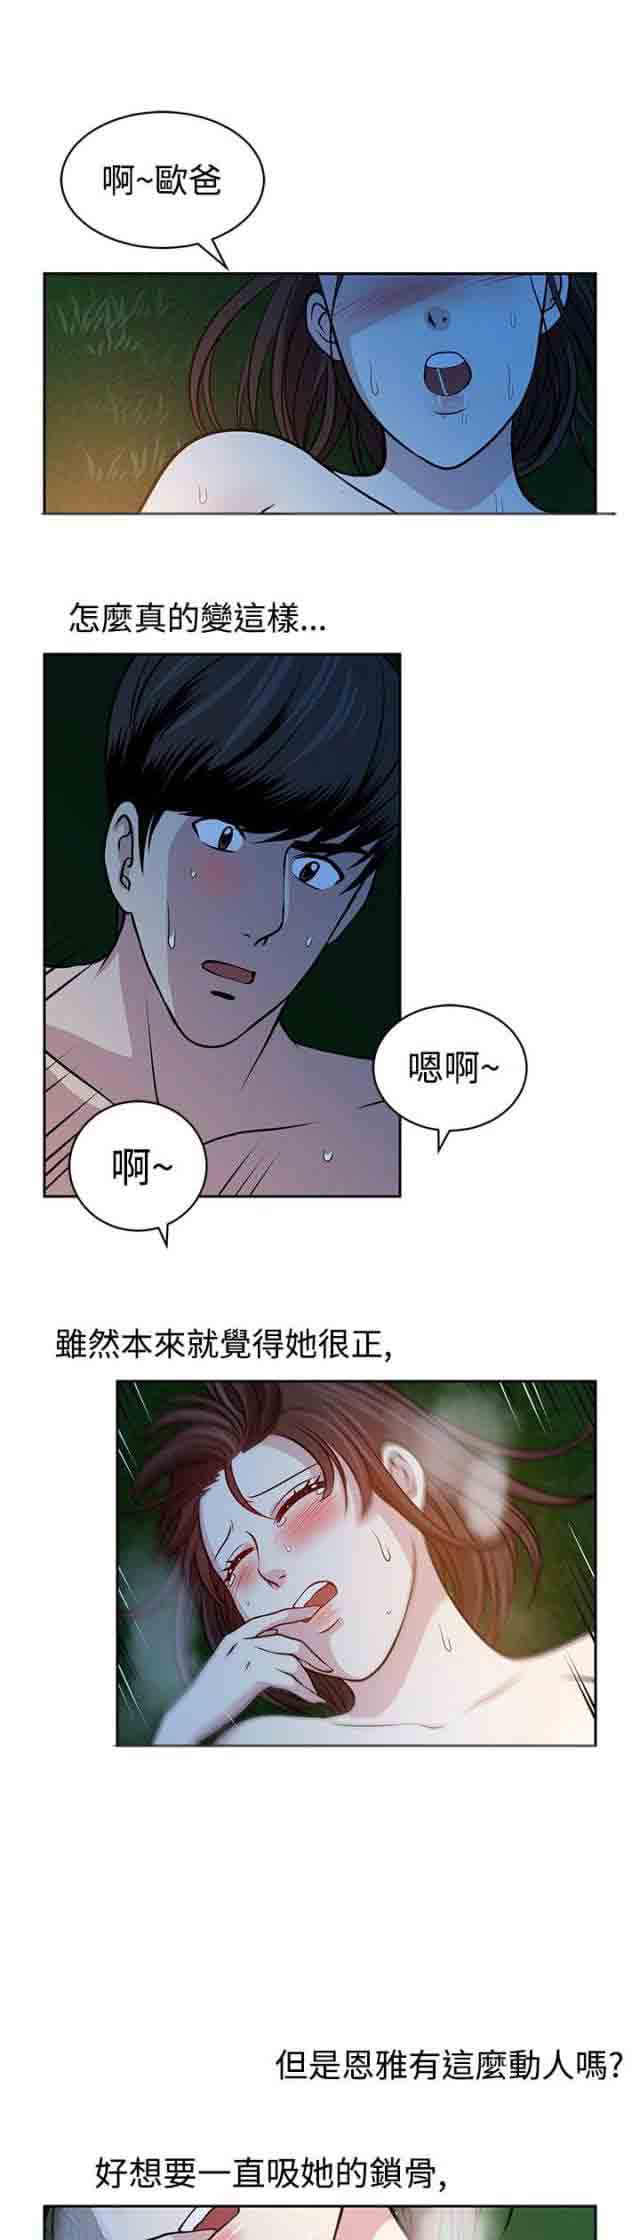 啊~歐爸
怎麼真的變這樣...
嗯啊~
啊~
雖然本來就覺得她很正,
但是恩雅有這麼動人嗎?
好想要一直吸她的鎖骨,